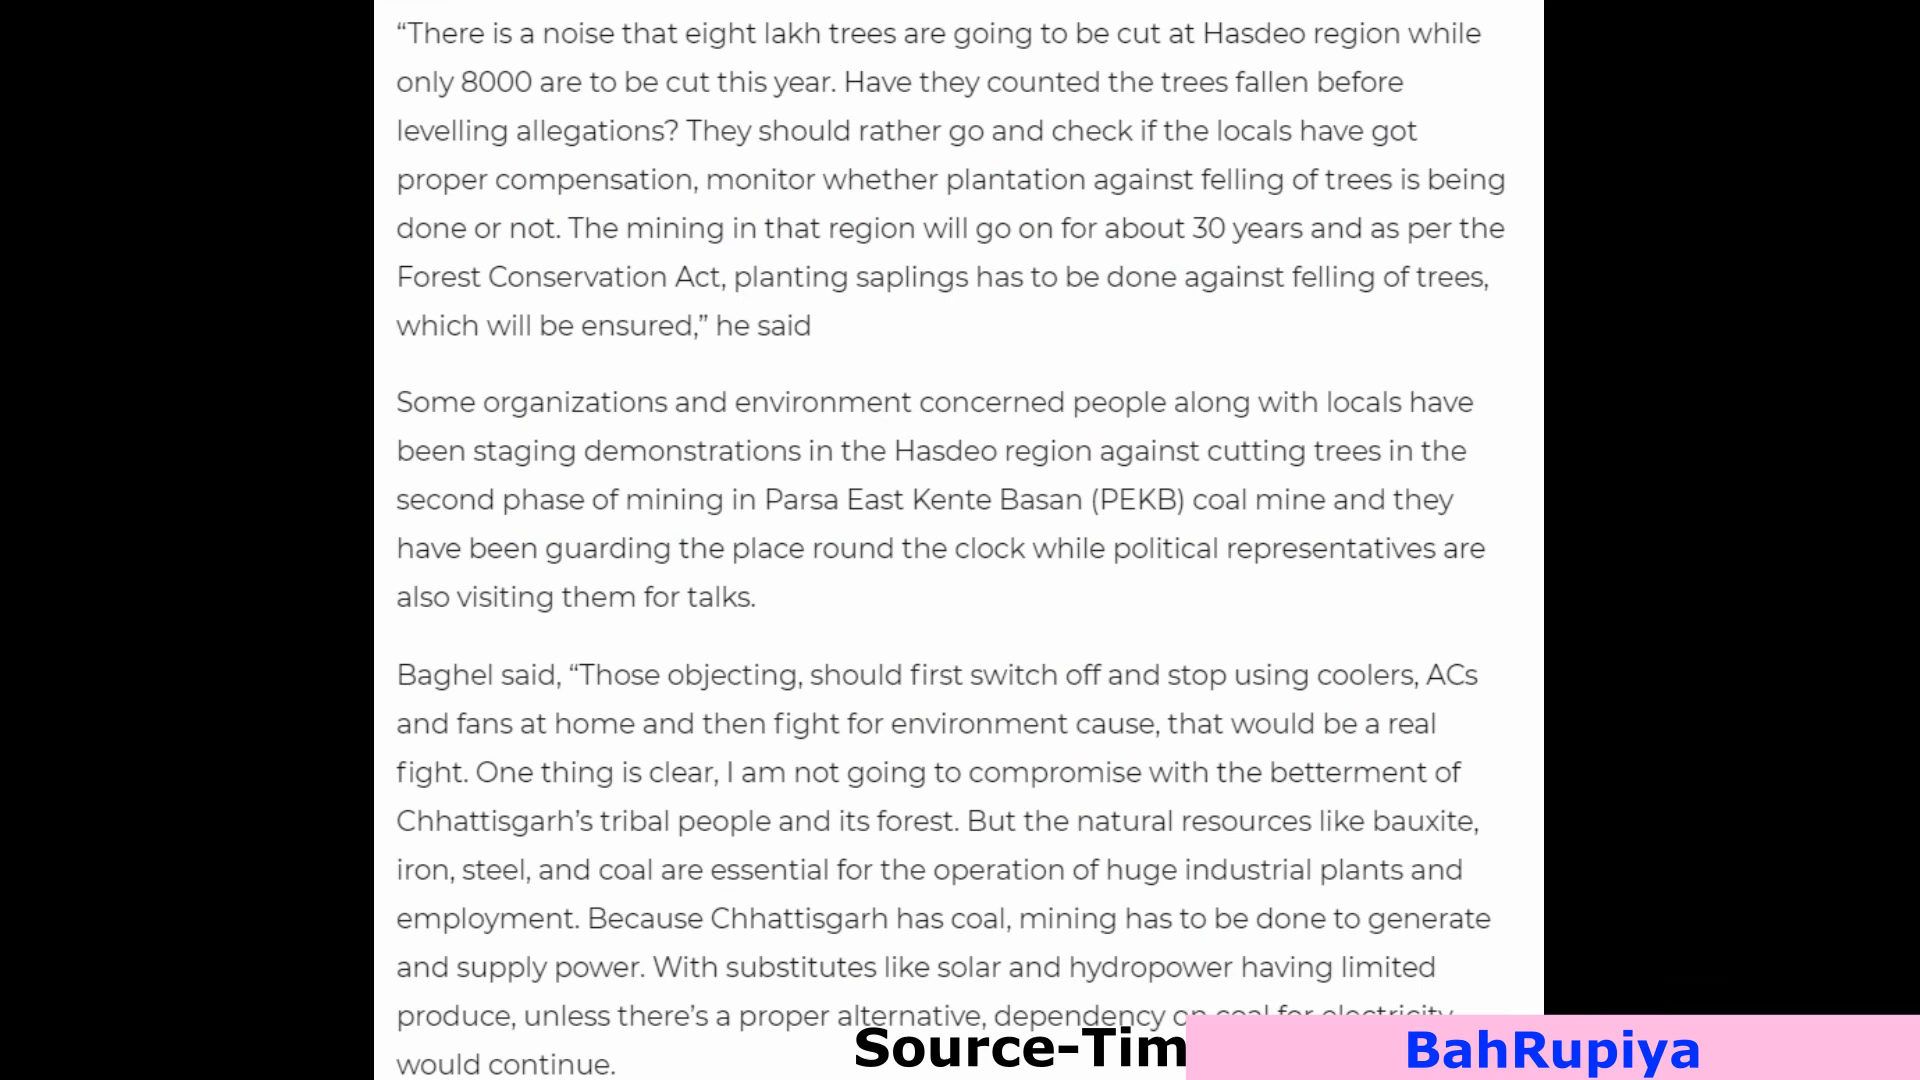 “There is a noise that eight lakh trees are going to be cut at Hasdeo region while
only 8000 are to be cut this year. Have they counted the trees fallen before
levelling allegations? They should rather go and check if the locals have got
proper compensation, monitor whether plantation against felling of trees is being
done or not. The mining in that region will go on for about 30 years and as per the
Forest Conservation Act, planting saplings has to be done against felling of trees,
which will be ensured,” he said
Some organizations and environment concerned people along with locals have
been staging demonstrations in the Hasdeo region against cutting trees in the
second phase of mining in Parsa East Kente Basan (PEKB) coal mine and they
have been guarding the place round the clock while political representatives are
also visiting them for talks.
Baghel said, “Those objecting, should first switch off and stop using coolers, ACs
and fans at home and then fight for environment cause, that would be a real
fight. One thing is clear, I am not going to compromise with the betterment of
Chhattisgarh’s tribal people and its forest. But the natural resources like bauxite,
iron, steel, and coal are essential for the operation of huge industrial plants and
employment. Because Chhattisgarh has coal, mining has to be done to generate
and supply power. With substitutes like solar and hydropower having limited
produce, unless there’s a proper alternative, dependency on coal for electricity
would continue.
Source-Tim
BahRupiya